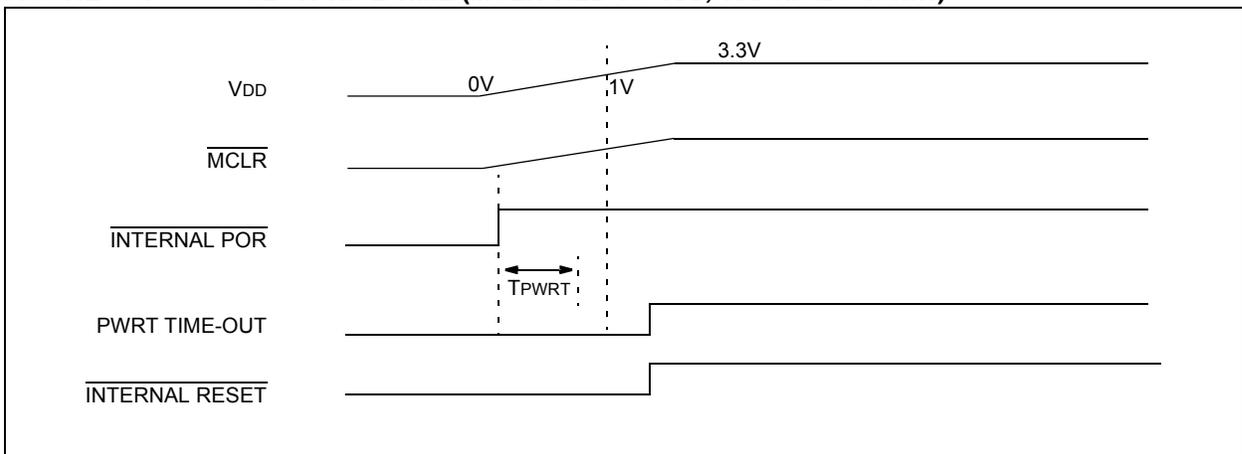 3.3V
0V
1V
VDD
MCLR
INTERNAL POR
TPWRT
PWRT TIME-OUT
INTERNAL RESET